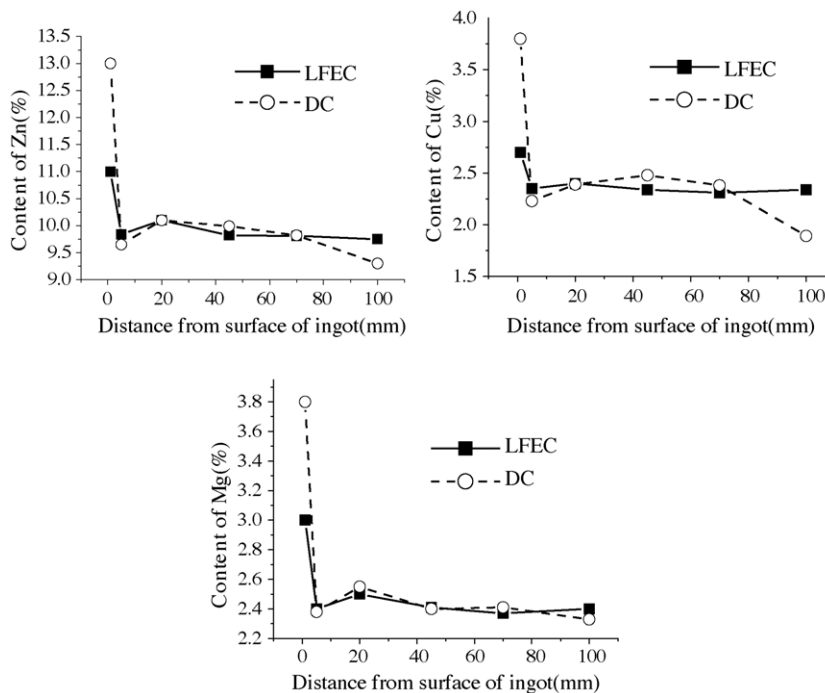 Content of Zn(%)
13.5
13.0
12.5
12.0
11.5
11.0
10.5
10.0
9.5
9.0
LFEC
DC
0 20 40 60 80 100
Distance from surface of ingot(mm)
Content of Cu(%)
4.0
3.5
3.0
2.5
2.0
1.5
LFEC
DC
0 20 40 60 80 100
Distance from surface of ingot(mm)
Content of Mg(%)
3.8
3.6
3.4
3.2
3.0
2.8
2.6
2.4
2.2
LFEC
DC
0 20 40 60 80 100
Distance from surface of ingot(mm)